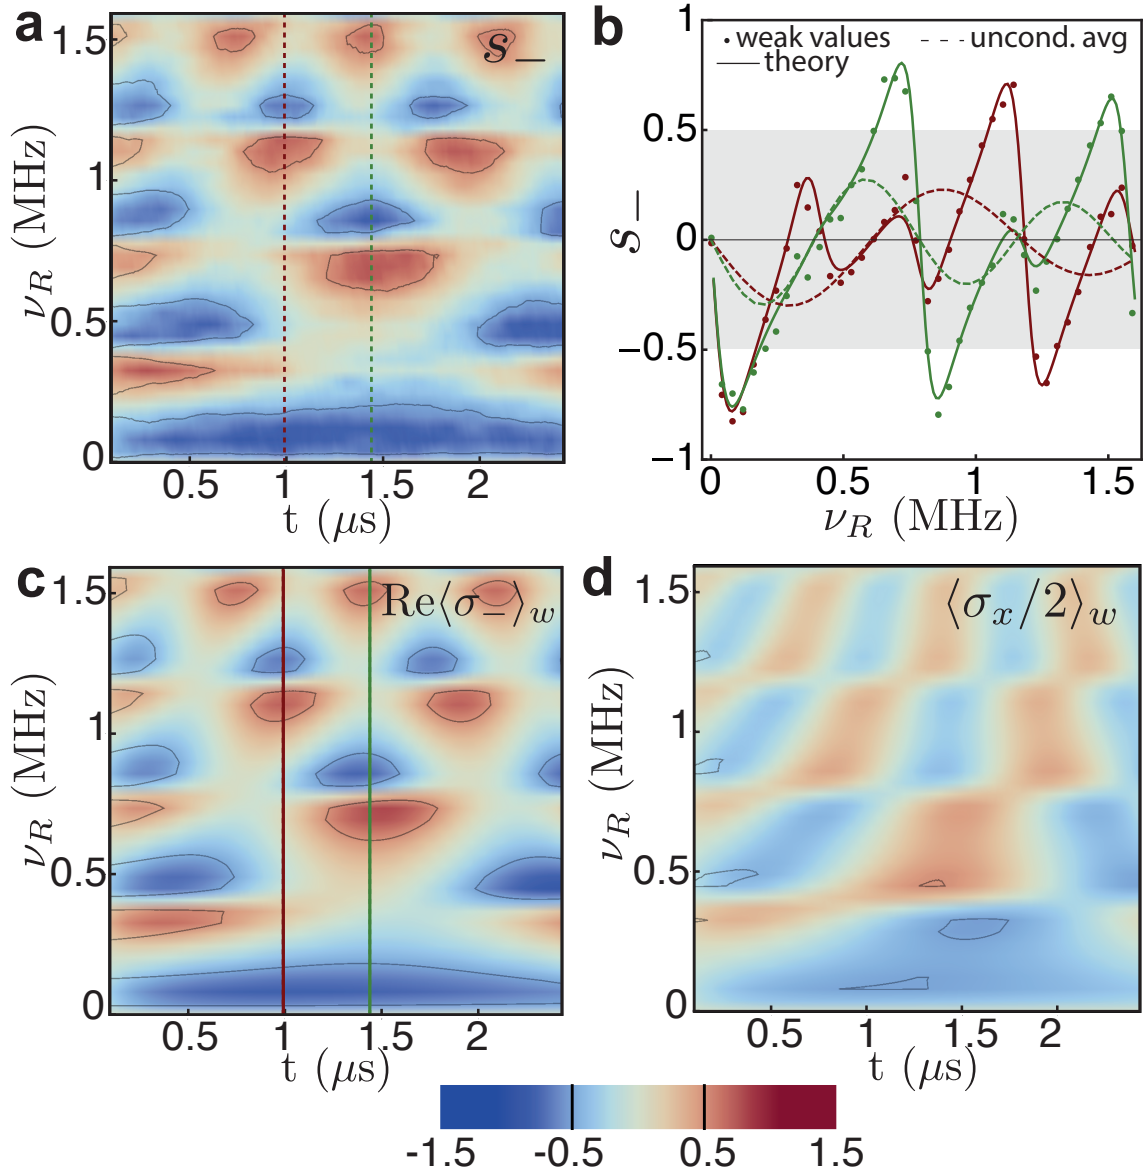 a
s_
1.5
1
0.5
0
ν_R (MHz)
0.5 1 1.5 2
t (μs)
b
• weak values --- uncond. avg
— theory
1
0.5
0
−0.5
−1
s_
0 0.5 1 1.5
ν_R (MHz)
c
Re⟨σ_−⟩_w
1.5
1
0.5
0
ν_R (MHz)
0.5 1 1.5 2
t (μs)
d
⟨σ_x/2⟩_w
1.5
1
0.5
0
ν_R (MHz)
0.5 1 1.5 2
t (μs)
-1.5 -0.5 0.5 1.5